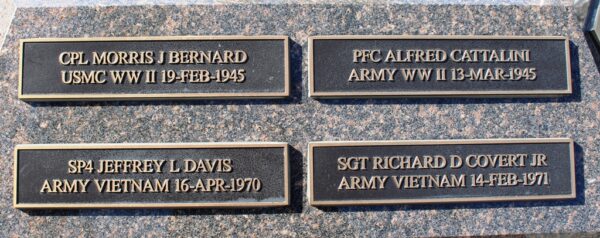 CPL MORRIS J BERNARD
USMC WW II 19-FEB-1945
PFC ALFRED CATTALINI
ARMY WW II 13-MAR-1945
SP4 JEFFREY L DAVIS
ARMY VIETNAM 16-APR-1970
SGT RICHARD D COVERT JR
ARMY VIETNAM 14-FEB-1971